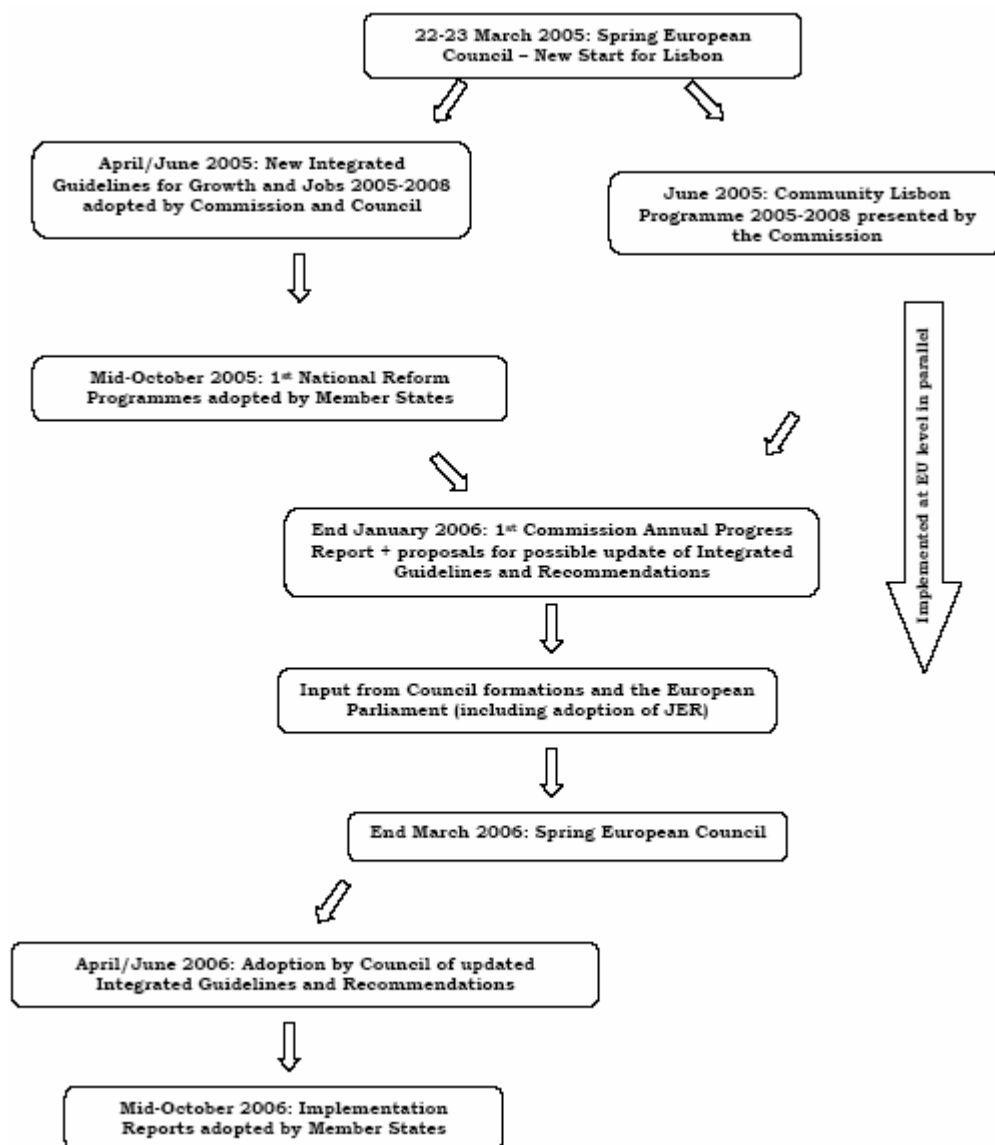 22-23 March 2005: Spring European
Council – New Start for Lisbon
April/June 2005: New Integrated
Guidelines for Growth and Jobs 2005-2008
adopted by Commission and Council
June 2005: Community Lisbon
Programme 2005-2008 presented by
the Commission
Implemented at EU level in parallel
Mid-October 2005: 1st National Reform
Programmes adopted by Member States
End January 2006: 1st Commission Annual Progress
Report + proposals for possible update of Integrated
Guidelines and Recommendations
Input from Council formations and the European
Parliament (including adoption of JER)
End March 2006: Spring European Council
April/June 2006: Adoption by Council of updated
Integrated Guidelines and Recommendations
Mid-October 2006: Implementation
Reports adopted by Member States